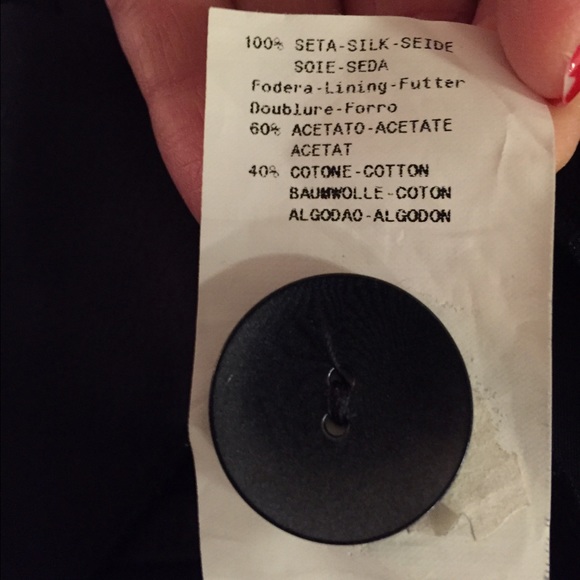 100% SETA-SILK-SEIDE
SOIE-SEDA
Fodera-Lining-Futter
Doublure-Forro
60% ACETATO-ACETATE
ACETAT
40% COTONE-COTTON
BAUMWOLLE-COTON
ALGODAO-ALGODON